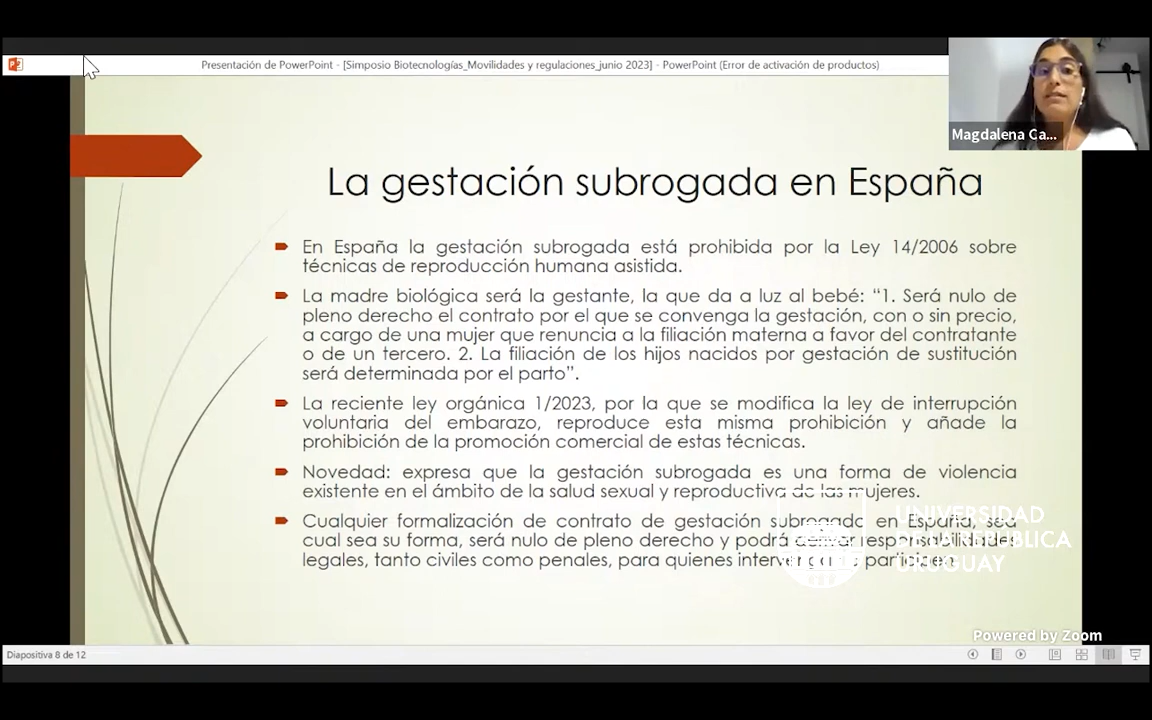 Presentación de PowerPoint - [Simposio Biotecnologías_Movilidades y regulaciones_junio 2023] - PowerPoint (Error de activación de productos)
Magdalena Ca...
La gestación subrogada en España
En España la gestación subrogada está prohibida por la Ley 14/2006 sobre
técnicas de reproducción humana asistida.
La madre biológica será la gestante, la que da a luz al bebé: “1. Será nulo de
pleno derecho el contrato por el que se convenga la gestación, con o sin precio,
a cargo de una mujer que renuncia a la filiación materna a favor del contratante
o de un tercero. 2. La filiación de los hijos nacidos por gestación de sustitución
será determinada por el parto”.
La reciente ley orgánica 1/2023, por la que se modifica la ley de interrupción
voluntaria del embarazo, reproduce esta misma prohibición y añade la
prohibición de la promoción comercial de estas técnicas.
Novedad: expresa que la gestación subrogada es una forma de violencia
existente en el ámbito de la salud sexual y reproductiva de las mujeres.
Cualquier formalización de contrato de gestación subrogada en España, sea
cual sea su forma, será nulo de pleno derecho y podrá responsabilidades
legales, tanto civiles como penales, para quienes
UNIVERSIDAD
DE LA REPÚBLICA
URUGUAY
Powered by Zoom
Diapositiva 8 de 12